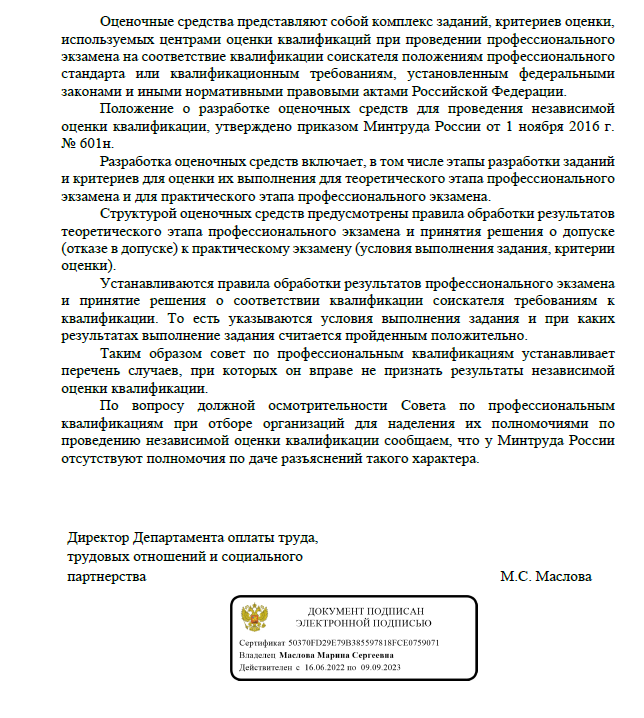 Оценочные средства представляют собой комплекс заданий, критериев оценки,
используемых центрами оценки квалификаций при проведении профессионального
экзамена на соответствие квалификации соискателя положениям профессионального
стандарта или квалификационным требованиям, установленным федеральными
законами и иными нормативными правовыми актами Российской Федерации.
Положение о разработке оценочных средств для проведения независимой
оценки квалификации, утверждено приказом Минтруда России от 1 ноября 2016 г.
№ 601н.
Разработка оценочных средств включает, в том числе этапы разработки заданий
и критериев для оценки их выполнения для теоретического этапа профессионального
экзамена и для практического этапа профессионального экзамена.
Структурой оценочных средств предусмотрены правила обработки результатов
теоретического этапа профессионального экзамена и принятия решения о допуске
(отказе в допуске) к практическому экзамену (условия выполнения задания, критерии
оценки).
Устанавливаются правила обработки результатов профессионального экзамена
и принятие решения о соответствии квалификации соискателя требованиям к
квалификации. То есть указываются условия выполнения задания и при каких
результатах выполнение задания считается пройденным положительно.
Таким образом совет по профессиональным квалификациям устанавливает
перечень случаев, при которых он вправе не признать результаты независимой
оценки квалификации.
По вопросу должной осмотрительности Совета по профессиональным
квалификациям при отборе организаций для наделения их полномочиями по
проведению независимой оценки квалификации сообщаем, что у Минтруда России
отсутствуют полномочия по даче разъяснений такого характера.
Директор Департамента оплаты труда,
трудовых отношений и социального
партнерства М.С. Маслова
ДОКУМЕНТ ПОДПИСАН
ЭЛЕКТРОННОЙ ПОДПИСЬЮ
Сертификат 50370FD29E79B385597818FCE0759071
Владелец Маслова Марина Сергеевна
Действителен с 16.06.2022 по 09.09.2023